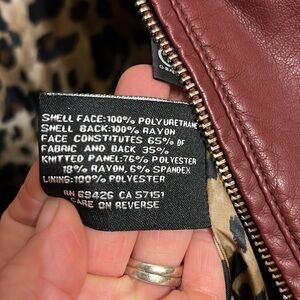 SHELL FACE:100% POLYURETHANE
SHELL BACK:100% RAYON
FACE CONSTITUTES 65% OF
FABRIC AND BACK 35%
KNITTED PANEL:76% POLYESTER
18% RAYON, 6% SPANDEX
LINING:100% POLYESTER
RN 69426 CA 57151
CARE ON REVERSE